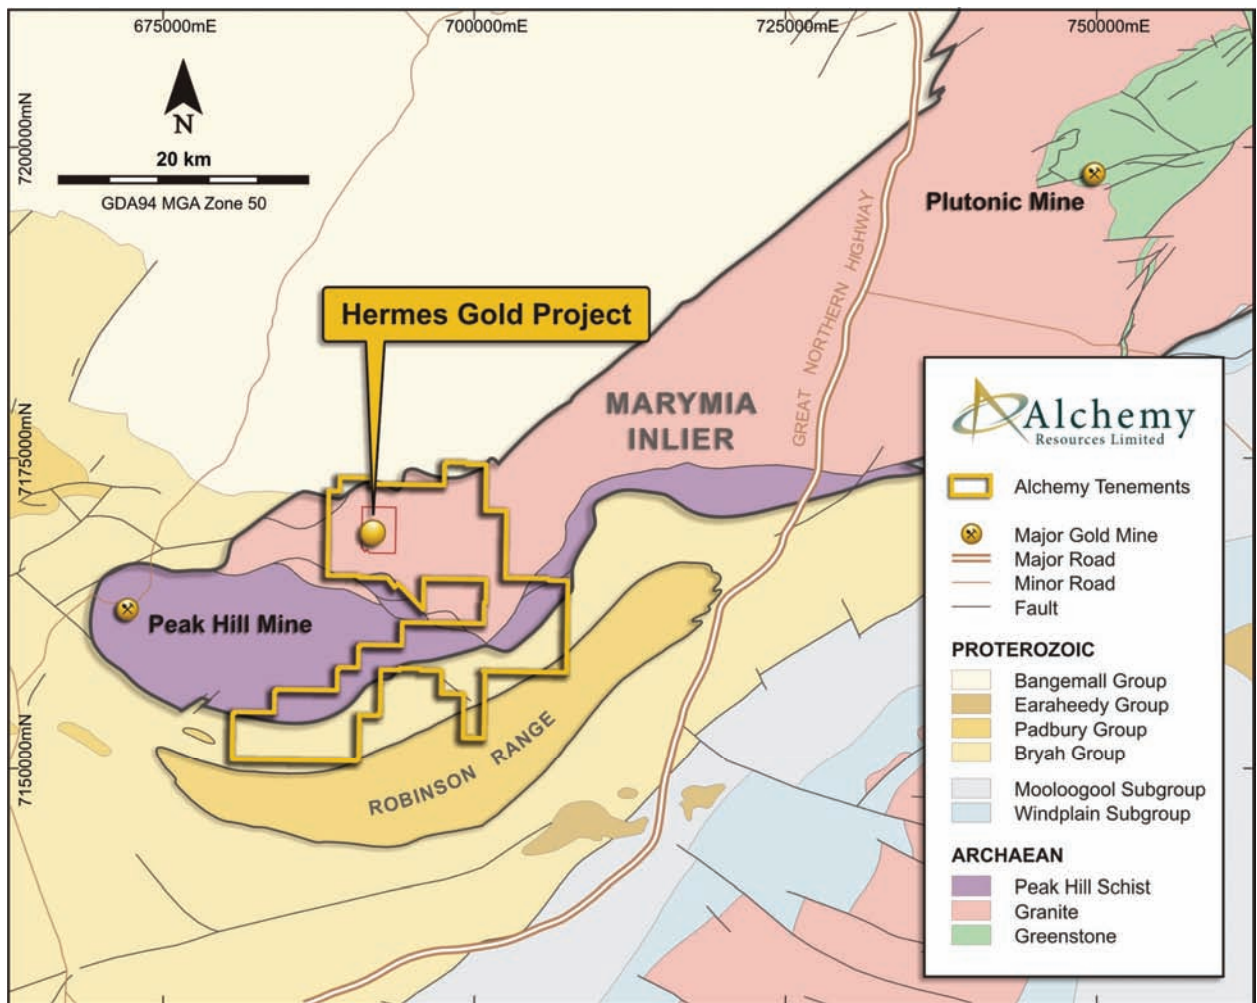 675000mE
700000mE
725000mE
750000mE
7200000mN
7175000mN
7150000mN
N
20 km
GDA94 MGA Zone 50
Plutonic Mine
Hermes Gold Project
GREAT NORTHERN HIGHWAY
MARYMIA
INLIER
Peak Hill Mine
ROBINSON RANGE
Alchemy
Resources Limited
Alchemy Tenements
Major Gold Mine
Major Road
Minor Road
Fault
PROTEROZOIC
Bangemall Group
Earaheedy Group
Padbury Group
Bryah Group
Mooloogool Subgroup
Windplain Subgroup
ARCHAEAN
Peak Hill Schist
Granite
Greenstone